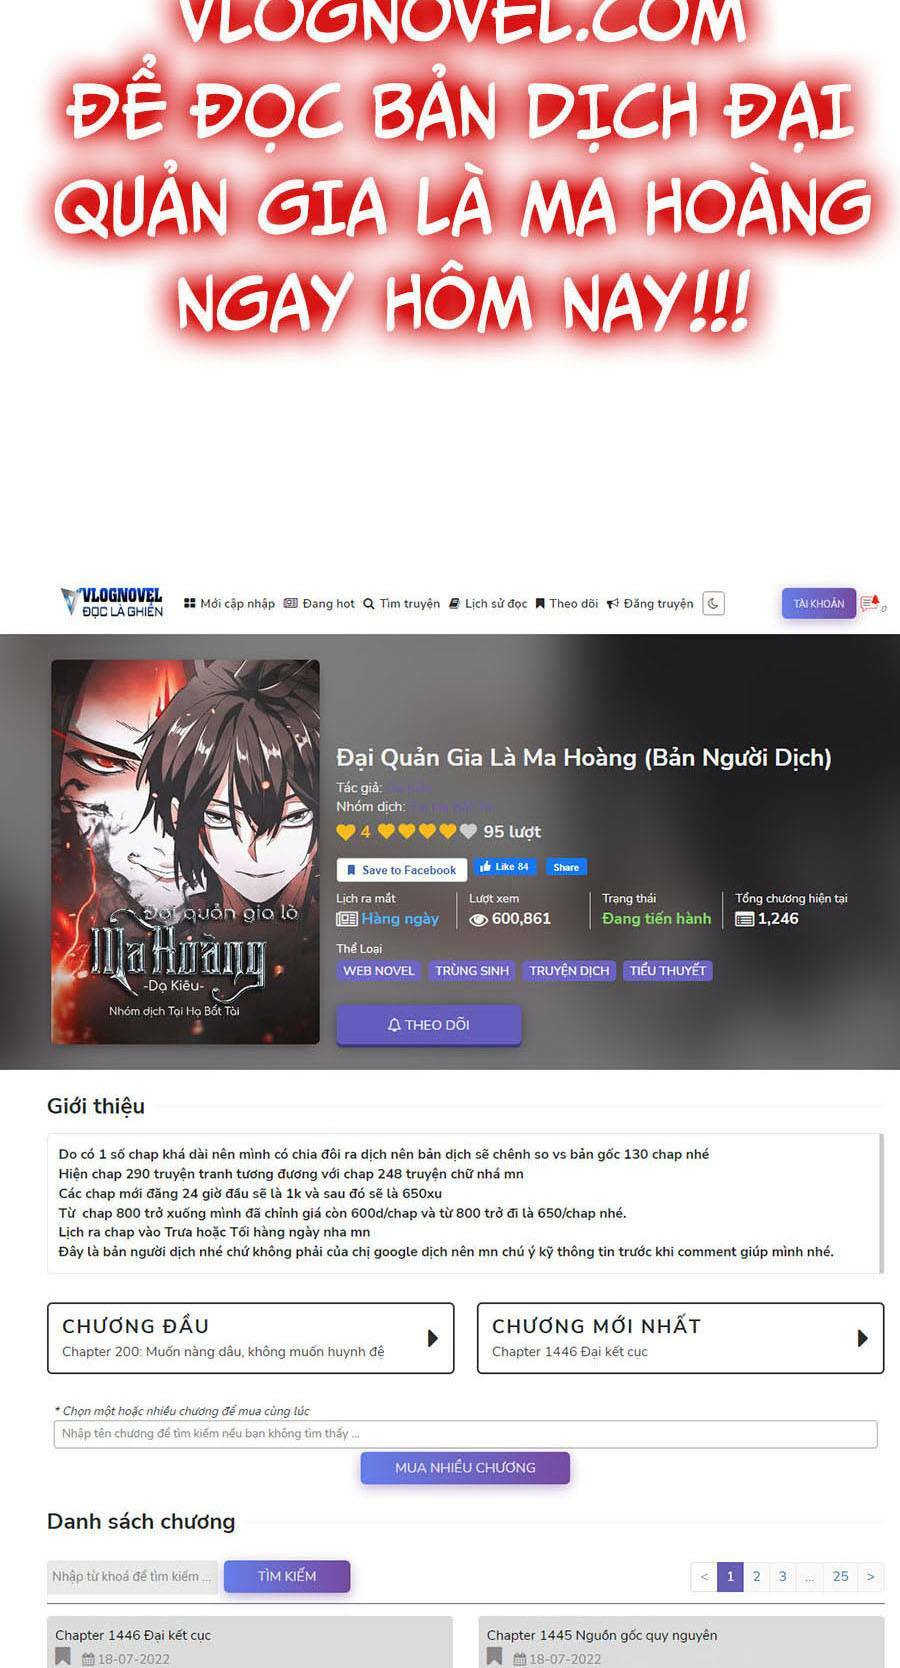 VLOGNOVEL.COM
ĐỂ ĐỌC BẢN DỊCH ĐẠI
QUẢN GIA LÀ MA HOÀNG
NGAY HÔM NAY!!!
VLOGNOVEL
ĐỌC LÀ GHIỀN
Mới cập nhập Đang hot Tìm truyện Lịch sử đọc Theo dõi Đăng truyện
TÀI KHOẢN
0
Đại quản gia là
Ma Hoàng
-Dạ Kiêu-
Nhóm dịch Tại Hạ Bất Tài
Đại Quản Gia Là Ma Hoàng (Bản Người Dịch)
Tác giả:
Nhóm dịch:
4 95 lượt
Save to Facebook Like 84 Share
Lịch ra mắt Lượt xem Trạng thái Tổng chương hiện tại
Hàng ngày 600,861 Đang tiến hành 1,246
Thể Loại
WEB NOVEL TRÙNG SINH TRUYỆN DỊCH TIỂU THUYẾT
THEO DÕI
Giới thiệu
Do có 1 số chap khá dài nên mình có chia đôi ra dịch nên bản dịch sẽ chênh so vs bản gốc 130 chap nhé
Hiện chap 290 truyện tranh tương đương với chap 248 truyện chữ nhá mn
Các chap mới đăng 24 giờ đầu sẽ là 1k và sau đó sẽ là 650xu
Từ chap 800 trở xuống mình đã chỉnh giá còn 600d/chap và từ 800 trở đi là 650/chap nhé.
Lịch ra chap vào Trưa hoặc Tối hàng ngày nha mn
Đây là bản người dịch nhé chứ không phải của chị google dịch nên mn chú ý kỹ thông tin trước khi comment giúp mình nhé.
CHƯƠNG ĐẦU
Chapter 200: Muốn nàng dâu, không muốn huynh đệ
CHƯƠNG MỚI NHẤT
Chapter 1446 Đại kết cục
* Chọn một hoặc nhiều chương để mua cùng lúc
Nhập tên chương để tìm kiếm nếu bạn không tìm thấy ...
MUA NHIỀU CHƯƠNG
Danh sách chương
Nhập từ khoá để tìm kiếm ... TÌM KIẾM < 1 2 3 ... 25 >
Chapter 1446 Đại kết cục
18-07-2022
Chapter 1445 Nguồn gốc quy nguyên
18-07-2022